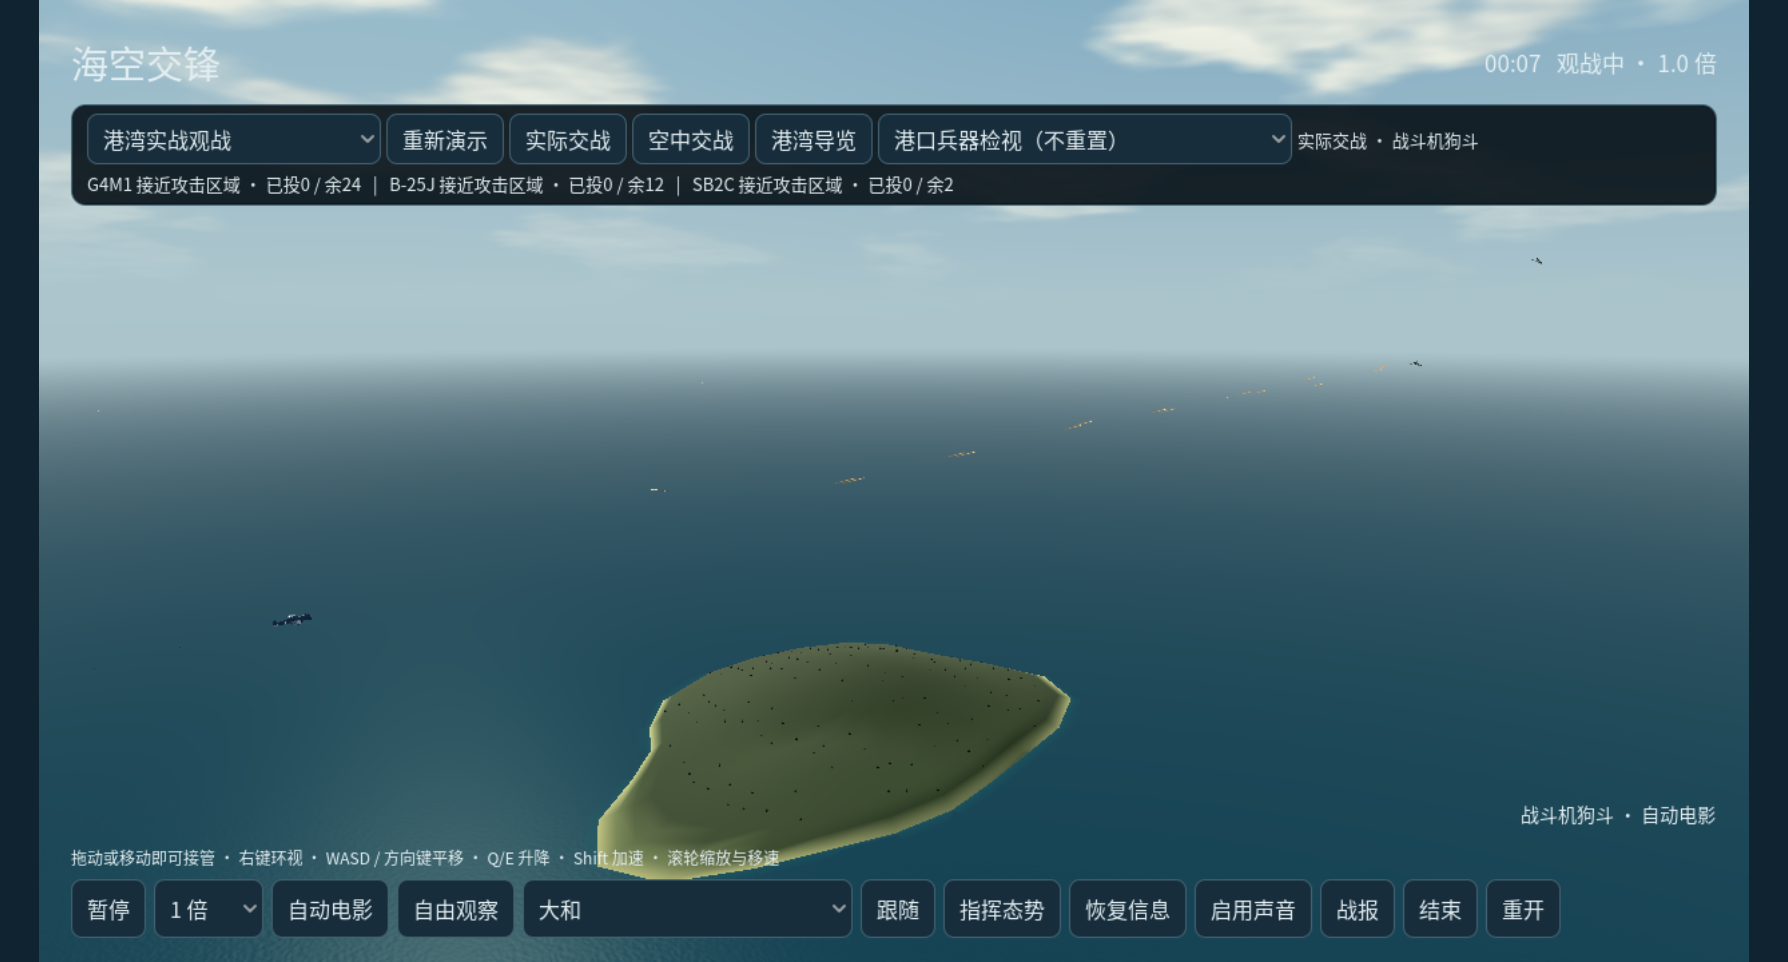 海空交锋
00:07 观战中 · 1.0 倍
港湾实战观战 重新演示 实际交战 空中交战 港湾导览 港口兵器检视（不重置） 实际交战 · 战斗机狗斗
G4M1 接近攻击区域 · 已投0 / 余24 | B-25J 接近攻击区域 · 已投0 / 余12 | SB2C 接近攻击区域 · 已投0 / 余2
战斗机狗斗 · 自动电影
拖动或移动即可接管 · 右键环视 · WASD / 方向键平移 · Q/E 升降 · Shift 加速 · 滚轮缩放与移速
暂停 1 倍 自动电影 自由观察 大和 跟随 指挥态势 恢复信息 启用声音 战报 结束 重开